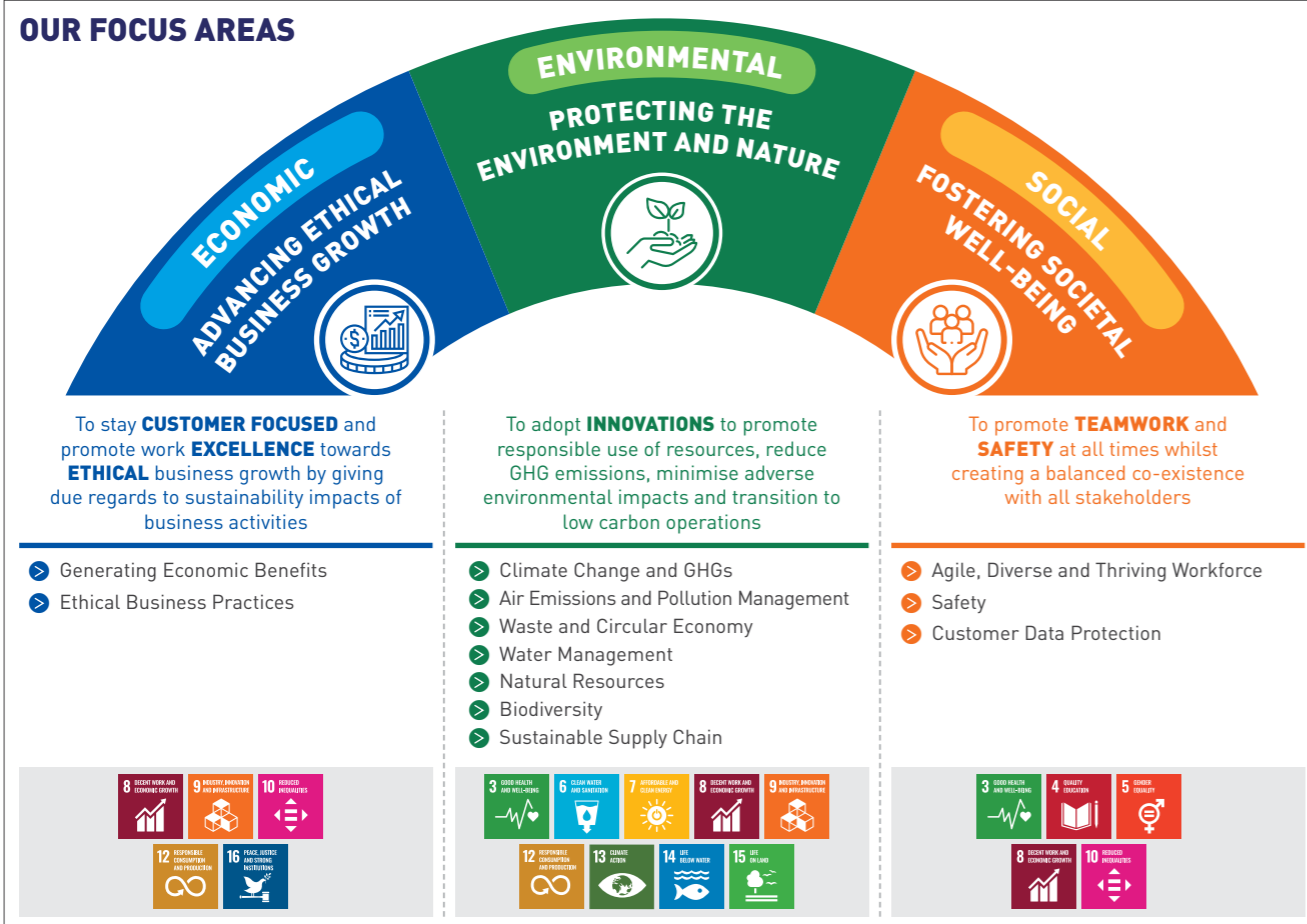 OUR FOCUS AREAS
ECONOMIC
ADVANCING ETHICAL
BUSINESS GROWTH
$
ENVIRONMENTAL
PROTECTING THE
ENVIRONMENT AND NATURE
SOCIAL
FOSTERING SOCIETAL
WELL-BEING
To stay CUSTOMER FOCUSED and
promote work EXCELLENCE towards
ETHICAL business growth by giving
due regards to sustainability impacts of
business activities
Generating Economic Benefits
Ethical Business Practices
8 DECENT WORK AND
ECONOMIC GROWTH
9 INDUSTRY, INNOVATION
AND INFRASTRUCTURE
10 REDUCED
INEQUALITIES
12 RESPONSIBLE
CONSUMPTION
AND PRODUCTION
16 PEACE, JUSTICE
AND STRONG
INSTITUTIONS
To adopt INNOVATIONS to promote
responsible use of resources, reduce
GHG emissions, minimise adverse
environmental impacts and transition to
low carbon operations
Climate Change and GHGs
Air Emissions and Pollution Management
Waste and Circular Economy
Water Management
Natural Resources
Biodiversity
Sustainable Supply Chain
3 GOOD HEALTH
AND WELL-BEING
6 CLEAN WATER
AND SANITATION
7 AFFORDABLE AND
CLEAN ENERGY
8 DECENT WORK AND
ECONOMIC GROWTH
9 INDUSTRY, INNOVATION
AND INFRASTRUCTURE
12 RESPONSIBLE
CONSUMPTION
AND PRODUCTION
13 CLIMATE
ACTION
14 LIFE
BELOW WATER
15 LIFE
ON LAND
To promote TEAMWORK and
SAFETY at all times whilst
creating a balanced co-existence
with all stakeholders
Agile, Diverse and Thriving Workforce
Safety
Customer Data Protection
3 GOOD HEALTH
AND WELL-BEING
4 QUALITY
EDUCATION
5 GENDER
EQUALITY
8 DECENT WORK AND
ECONOMIC GROWTH
10 REDUCED
INEQUALITIES